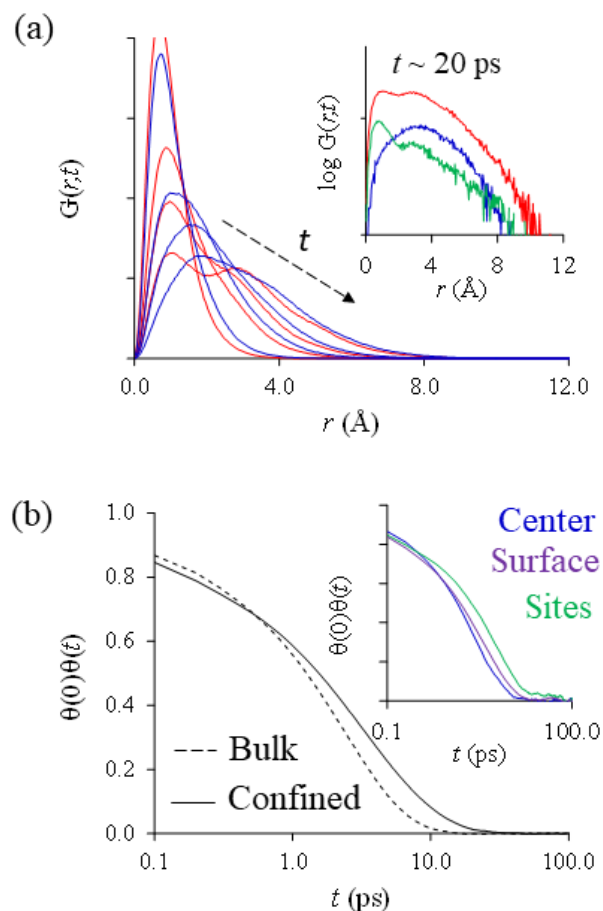 (a)
G(r,t)
t
0.0 4.0 8.0 12.0
r (Å)
t ~ 20 ps
log G(r,t)
0 4 8 12
r (Å)
(b)
θ(0)θ(t)
1.0
0.8
0.6
0.4
0.2
0.0
Bulk
Confined
0.1 1.0 10.0 100.0
t (ps)
Center
Surface
Sites
θ(0)θ(t)
0.1 100.0
t (ps)